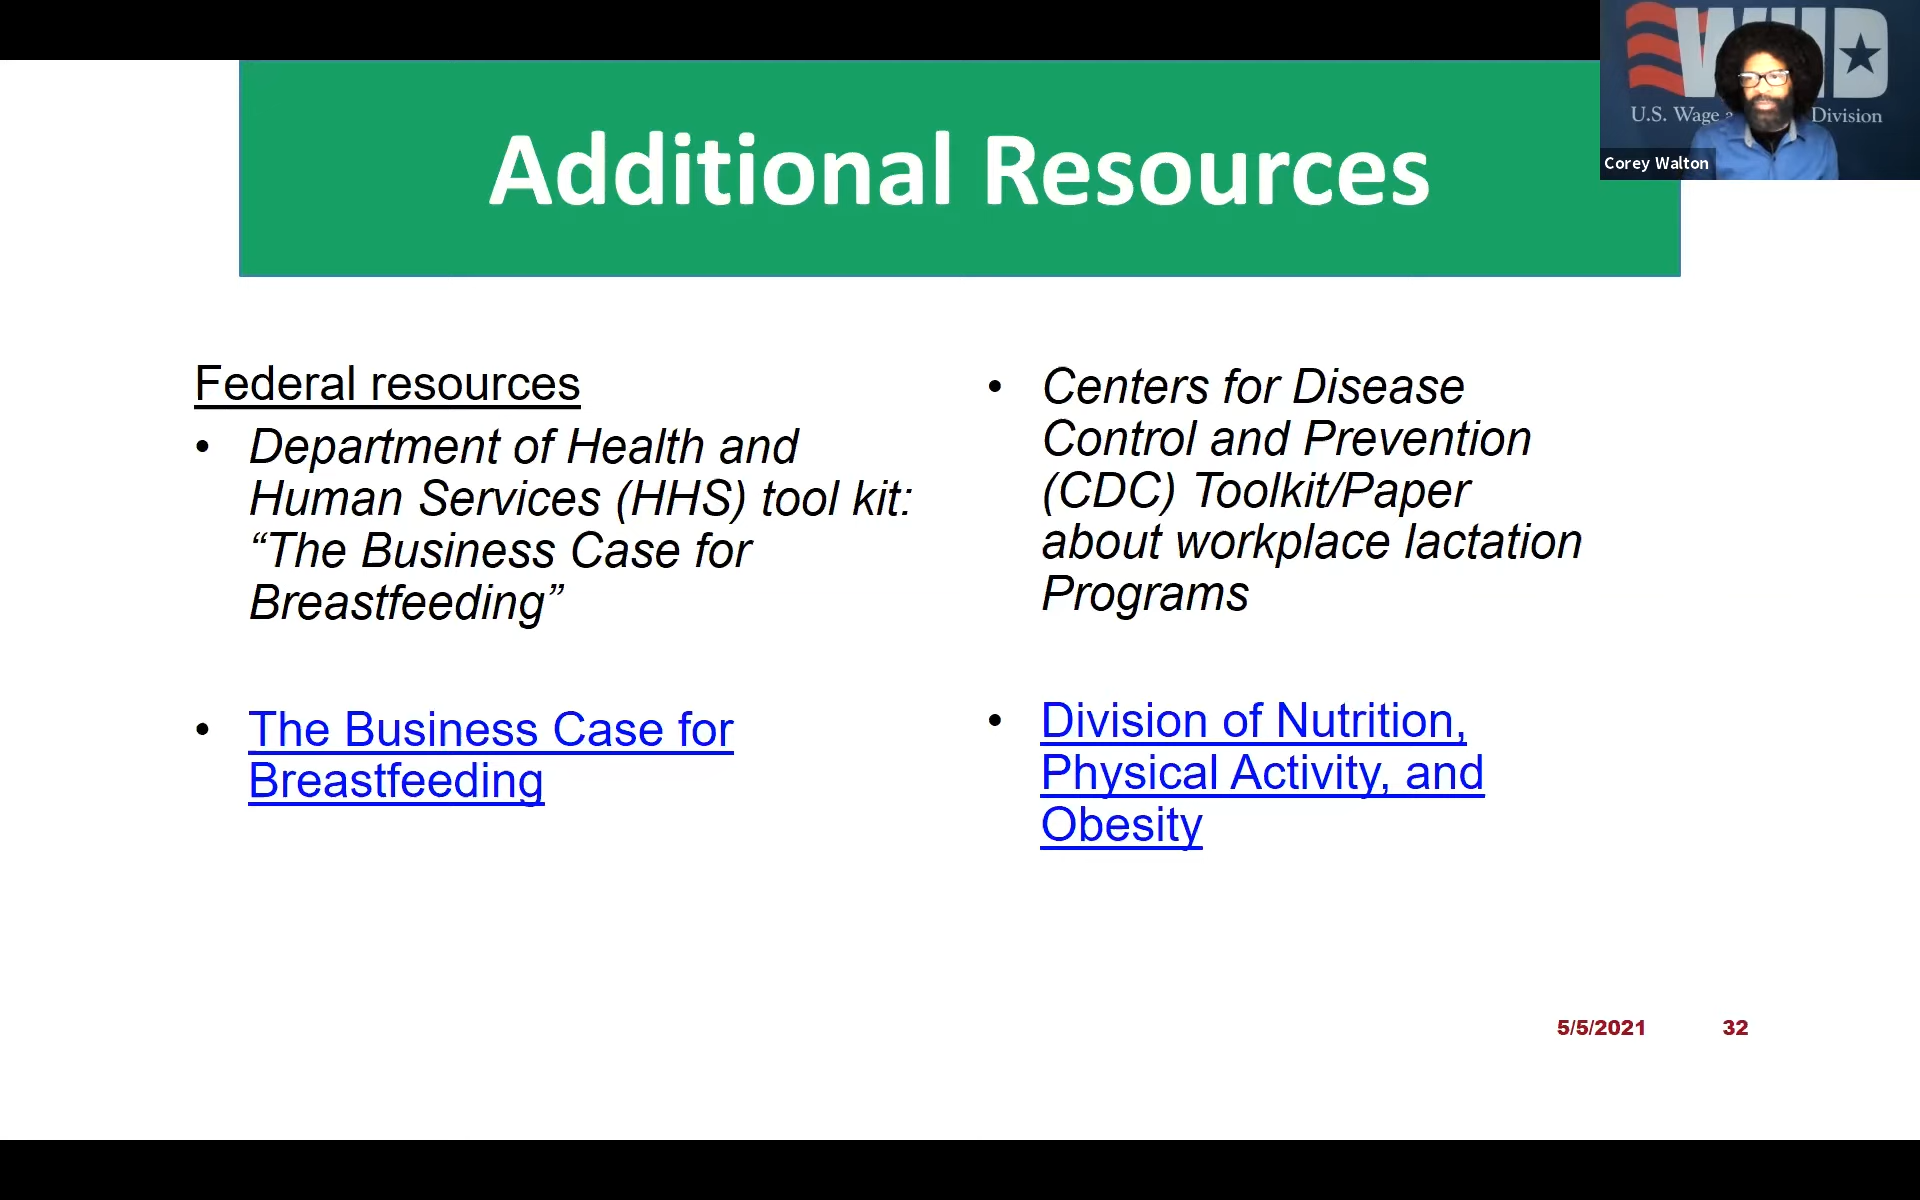 Additional Resources
WHD
U.S. Wage a Division
Corey Walton
Federal resources
• Department of Health and
Human Services (HHS) tool kit:
“The Business Case for
Breastfeeding”
• The Business Case for
Breastfeeding
• Centers for Disease
Control and Prevention
(CDC) Toolkit/Paper
about workplace lactation
Programs
• Division of Nutrition,
Physical Activity, and
Obesity
5/5/2021 32